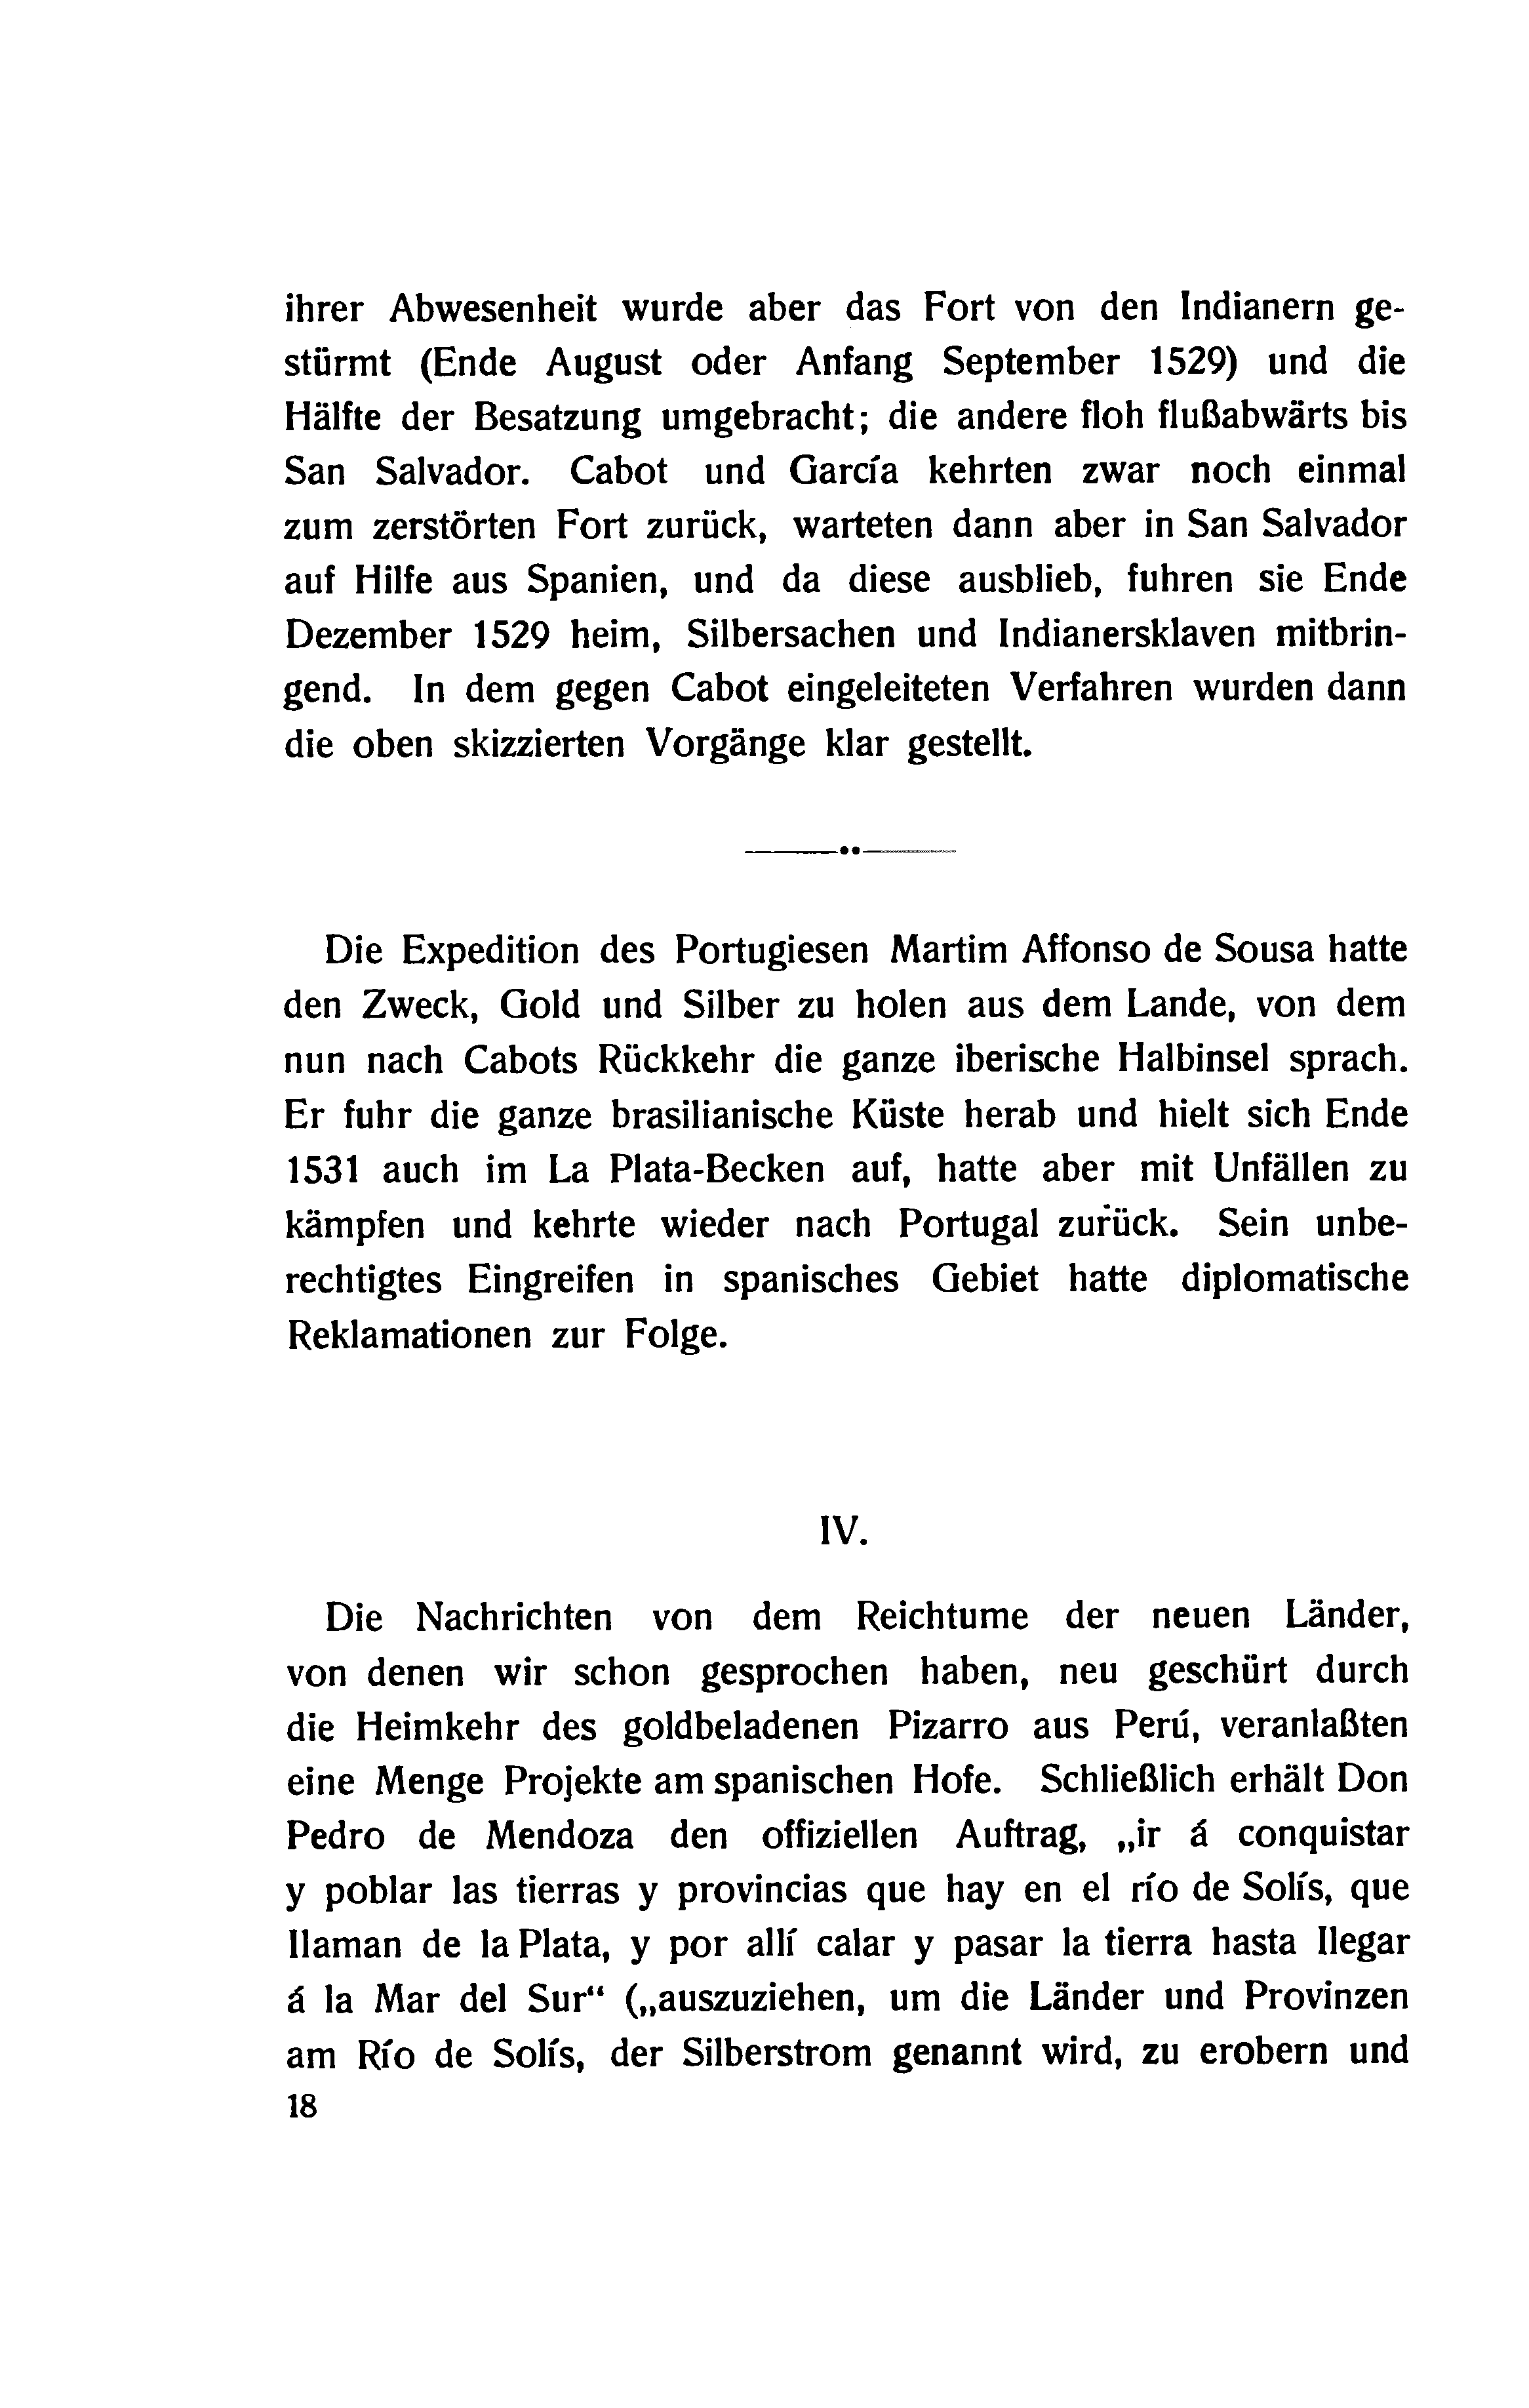 ihrer Abwesenheit wurde aber das Fort von den Indianern ge-
stürmt (Ende August oder Anfang September 1529) und die
Hälfte der Besatzung umgebracht; die andere floh flußabwärts bis
San Salvador. Cabot und García kehrten zwar noch einmal
zum zerstörten Fort zurück, warteten dann aber in San Salvador
auf Hilfe aus Spanien, und da diese ausblieb, fuhren sie Ende
Dezember 1529 heim, Silbersachen und Indianersklaven mitbrin-
gend. In dem gegen Cabot eingeleiteten Verfahren wurden dann
die oben skizzierten Vorgänge klar gestellt.
Die Expedition des Portugiesen Martim Affonso de Sousa hatte
den Zweck, Gold und Silber zu holen aus dem Lande, von dem
nun nach Cabots Rückkehr die ganze iberische Halbinsel sprach.
Er fuhr die ganze brasilianische Küste herab und hielt sich Ende
1531 auch im La Plata-Becken auf, hatte aber mit Unfällen zu
kämpfen und kehrte wieder nach Portugal zurück. Sein unbe-
rechtigtes Eingreifen in spanisches Gebiet hatte diplomatische
Reklamationen zur Folge.
IV.
Die Nachrichten von dem Reichtume der neuen Länder,
von denen wir schon gesprochen haben, neu geschürt durch
die Heimkehr des goldbeladenen Pizarro aus Perú, veranlaßten
eine Menge Projekte am spanischen Hofe. Schließlich erhält Don
Pedro de Mendoza den offiziellen Auftrag, „ir á conquistar
y poblar las tierras y provincias que hay en el río de Solís, que
llaman de la Plata, y por allí calar y pasar la tierra hasta llegar
á la Mar del Sur“ („auszuziehen, um die Länder und Provinzen
am Río de Solís, der Silberstrom genannt wird, zu erobern und
18